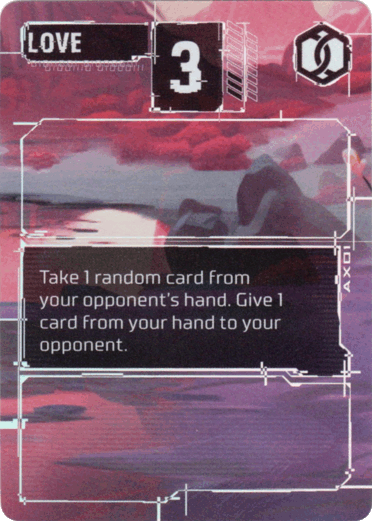 LOVE
3
Take 1 random card from
your opponent's hand. Give 1
card from your hand to your
opponent.
AX01